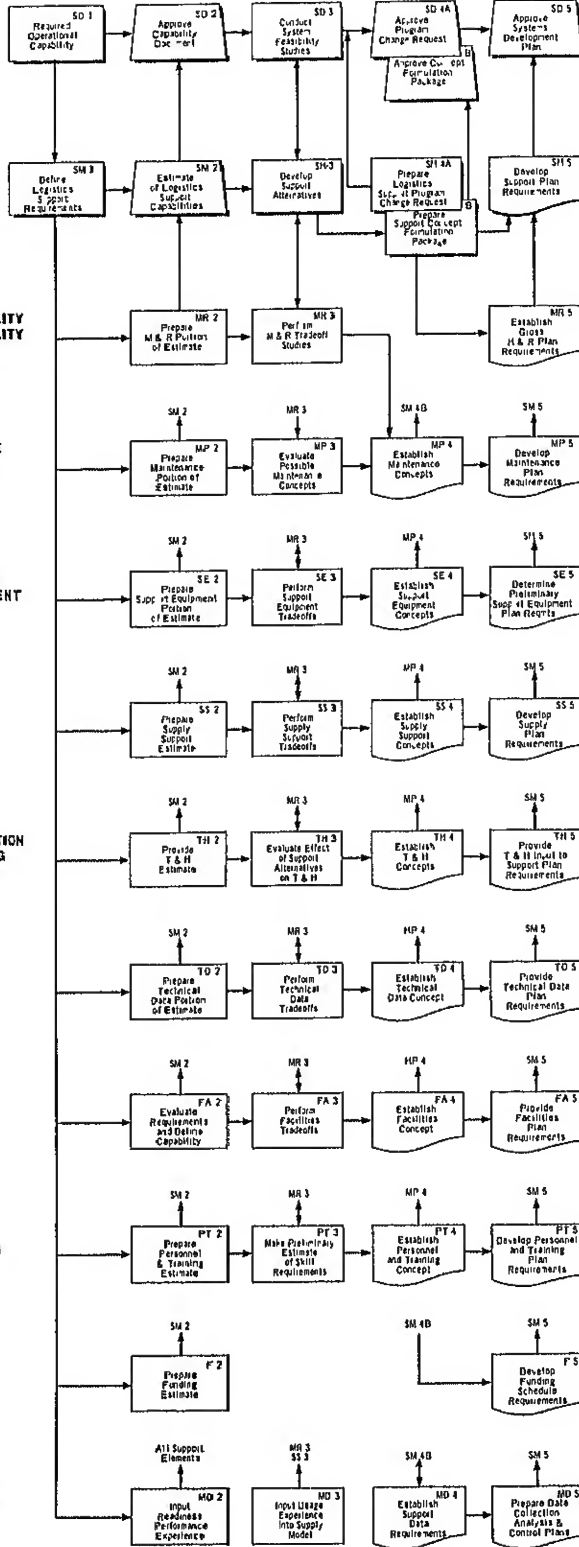 SD 1
Required
Operational
Capability
SD 2
Approve
Capability
Document
SD 3
Conduct
System
Feasibility
Studies
SD 4A
Approve
Program
Change Request
B
Approve Concept
Formulation
Package
SD 5
Approve
Systems
Development
Plan
Define
Logistics
Support
Requirements
SM 2
Estimate
of Logistics
Support
Capabilities
SM 3
Develop
Support
Alternatives
SM 4A
Prepare
Logistics
Support Program
Change Request
B
Prepare
Support Concept
Formulation
Package
SM 5
Develop
Support Plan
Requirements
LITY
LITY
MR 2
Prepare
M & R Portion
of Estimate
MR 3
Perform
M & R Tradeoff
Studies
MR 5
Establish
Gross
M & R Plan
Requirements
SM 2
MR 3
SM 4B
SM 5
MP 2
Prepare
Maintenance
Portion of
Estimate
MP 3
Evaluate
Possible
Maintenance
Concepts
MP 4
Establish
Maintenance
Concepts
MP 5
Develop
Maintenance
Plan
Requirements
SM 2
MR 3
MP 4
SM 5
ENT
SE 2
Prepare
Support Equipment
Portion
of Estimate
SE 3
Perform
Support
Equipment
Tradeoffs
SE 4
Establish
Support
Equipment
Concepts
SE 5
Determine
Preliminary
Support Equipment
Plan Reqmts
SM 2
MR 3
MP 4
SM 5
SS 2
Prepare
Supply
Support
Estimate
SS 3
Perform
Supply
Support
Tradeoffs
SS 4
Establish
Supply
Support
Concepts
SS 5
Develop
Supply
Plan
Requirements
SM 2
MR 3
MP 4
SM 5
TION
G
TH 2
Provide
T & H
Estimate
TH 3
Evaluate Effect
of Support
Alternatives
on T & H
TH 4
Establish
T & H
Concepts
TH 5
Provide
T & H Input to
Support Plan
Requirements
SM 2
MR 3
MP 4
SM 5
TD 2
Prepare
Technical
Data Portion
of Estimate
TD 3
Perform
Technical
Data
Tradeoffs
TD 4
Establish
Technical
Data Concept
TD 5
Provide
Technical Data
Plan
Requirements
SM 2
MR 3
MP 4
SM 5
FA 2
Evaluate
Requirements
and Define
Capability
FA 3
Perform
Facilities
Tradeoffs
FA 4
Establish
Facilities
Concept
FA 5
Provide
Facilities
Plan
Requirements
SM 2
MR 3
MP 4
SM 5
PT 2
Prepare
Personnel
& Training
Estimate
PT 3
Make Preliminary
Estimate
of Skill
Requirements
PT 4
Establish
Personnel
and Training
Concept
PT 5
Develop Personnel
and Training
Plan
Requirements
SM 2
SM 4B
SM 5
F 2
Prepare
Funding
Estimate
F 5
Develop
Funding
Schedule
Requirements
All Support
Elements
MR 3
SS 3
SM 4B
SM 5
MD 2
Input
Readiness
Performance
Experience
MD 3
Input Usage
Experience
Into Supply
Model
MD 4
Establish
Support
Data
Requirements
MD 5
Prepare Data
Collection
Analysis &
Control Plans